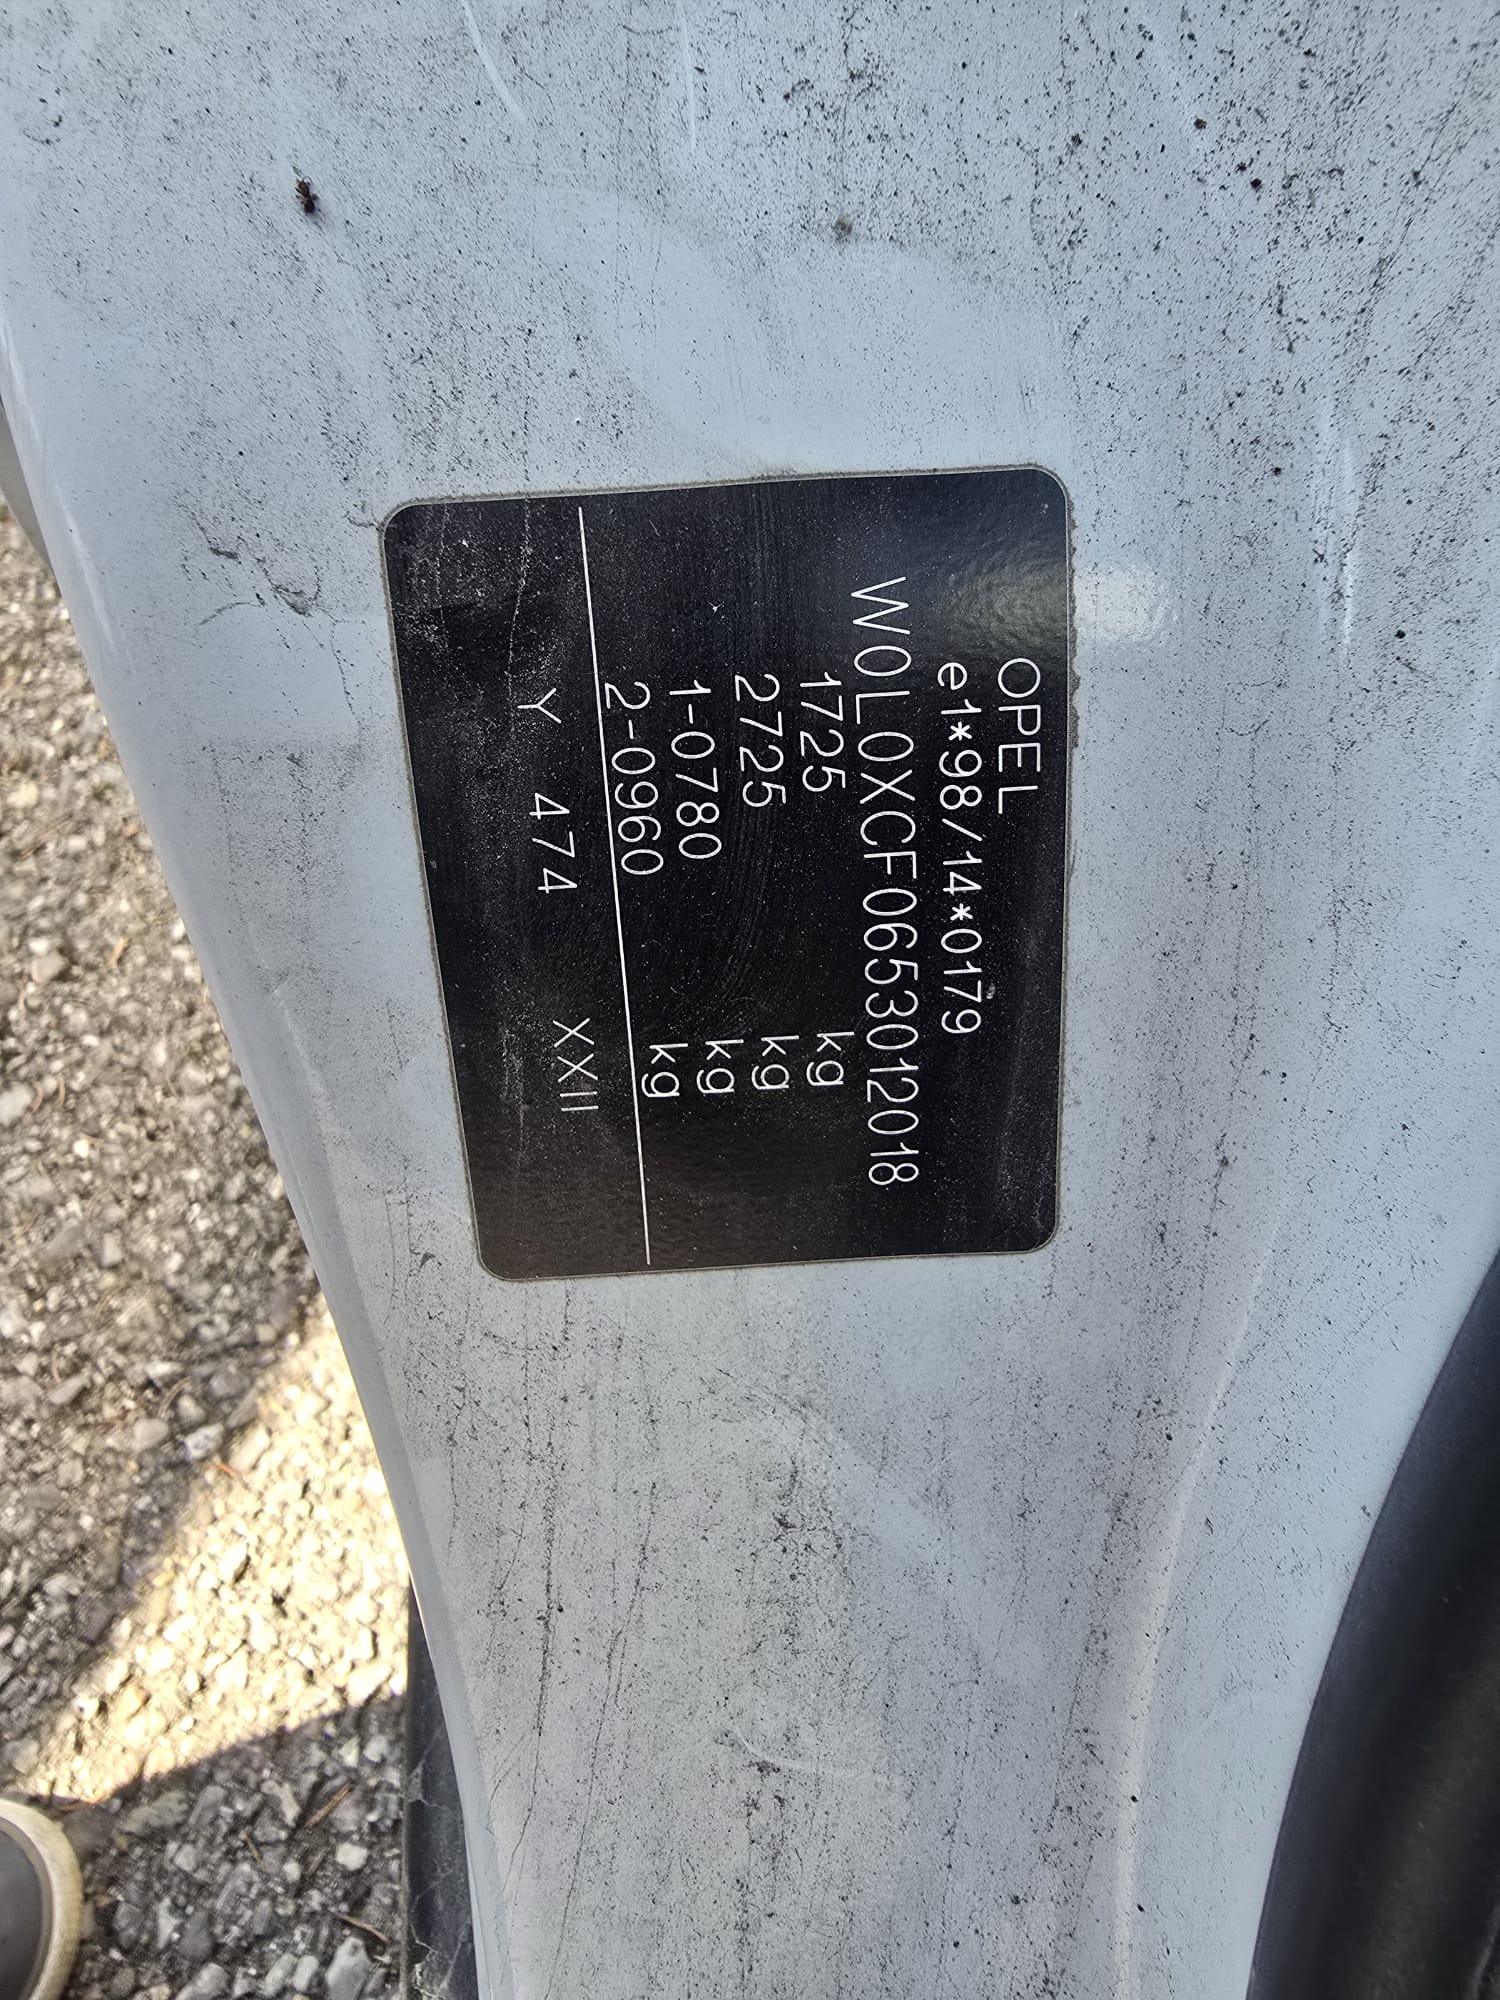 OPEL
e1*98/14*0179
W0L0XCF0653012018
1725 kg
2725 kg
1-0780 kg
2-0960 kg
Y 474 XXII